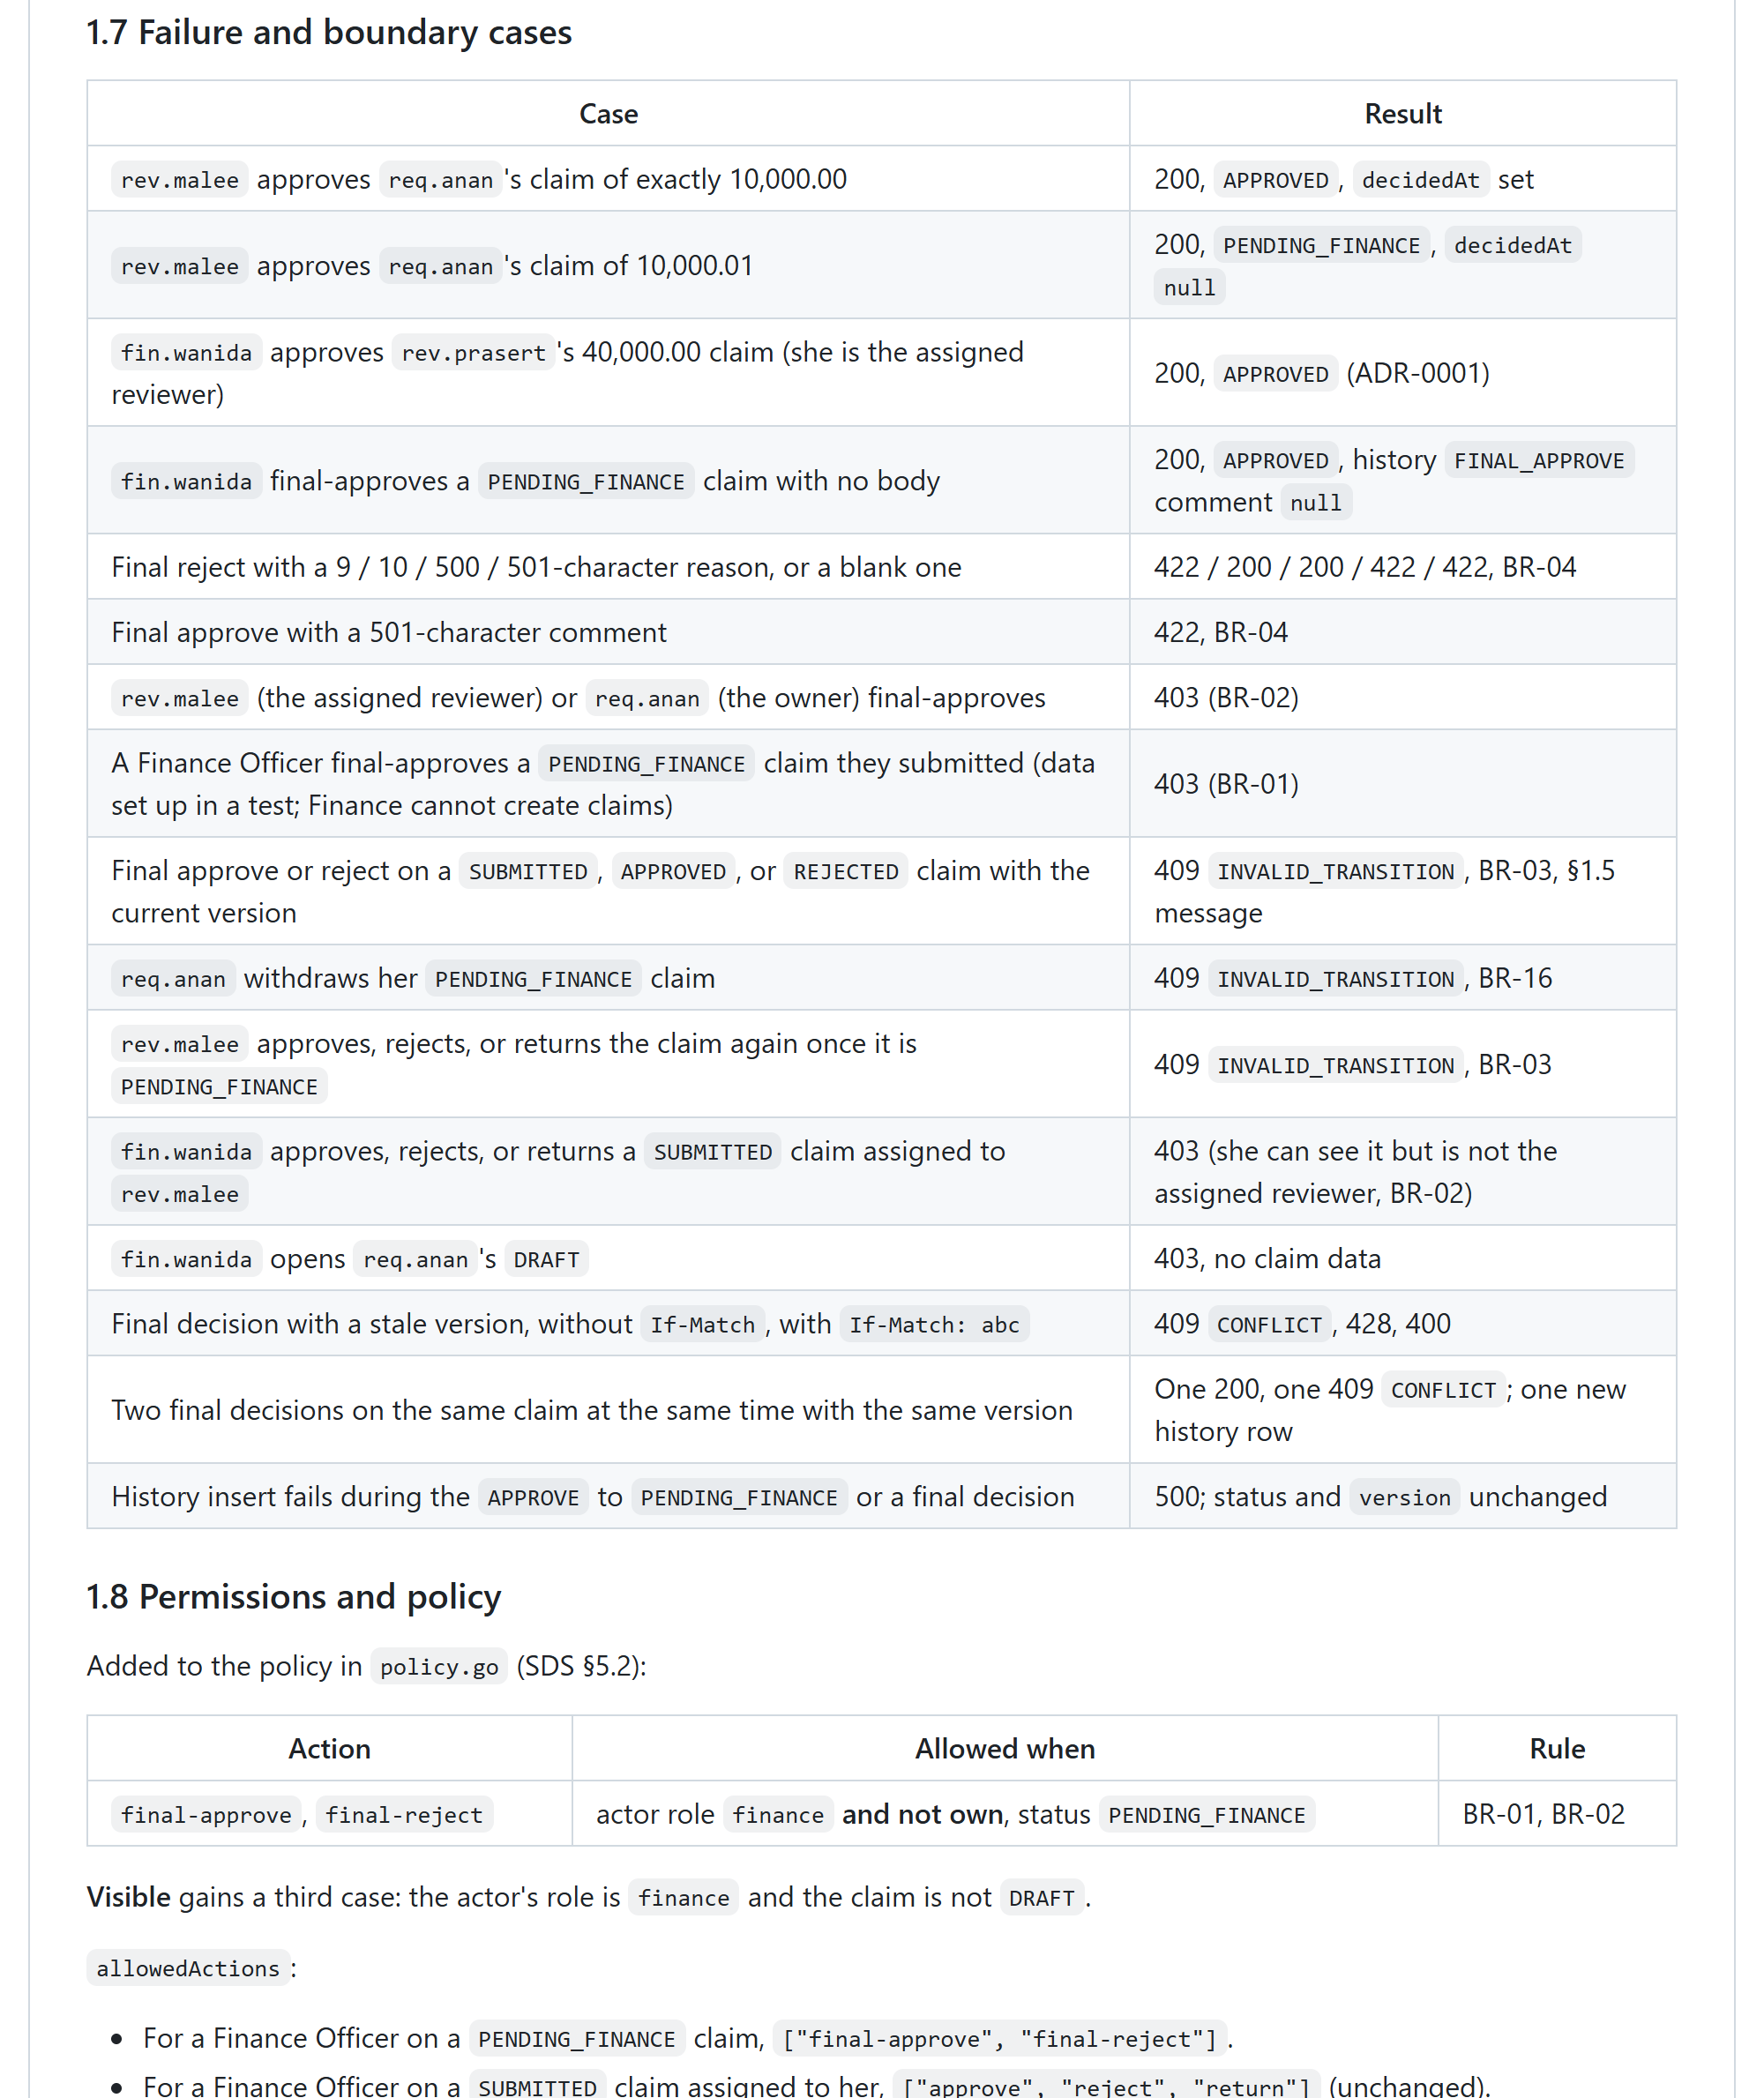 1.7 Failure and boundary cases
Case Result
rev.malee approves req.anan's claim of exactly 10,000.00 200, APPROVED, decidedAt set
rev.malee approves req.anan's claim of 10,000.01 200, PENDING_FINANCE, decidedAt
null
fin.wanida approves rev.prasert's 40,000.00 claim (she is the assigned
reviewer) 200, APPROVED (ADR-0001)
fin.wanida final-approves a PENDING_FINANCE claim with no body 200, APPROVED, history FINAL_APPROVE
comment null
Final reject with a 9 / 10 / 500 / 501-character reason, or a blank one 422 / 200 / 200 / 422 / 422, BR-04
Final approve with a 501-character comment 422, BR-04
rev.malee (the assigned reviewer) or req.anan (the owner) final-approves 403 (BR-02)
A Finance Officer final-approves a PENDING_FINANCE claim they submitted (data
set up in a test; Finance cannot create claims) 403 (BR-01)
Final approve or reject on a SUBMITTED, APPROVED, or REJECTED claim with the
current version 409 INVALID_TRANSITION, BR-03, §1.5
message
req.anan withdraws her PENDING_FINANCE claim 409 INVALID_TRANSITION, BR-16
rev.malee approves, rejects, or returns the claim again once it is
PENDING_FINANCE 409 INVALID_TRANSITION, BR-03
fin.wanida approves, rejects, or returns a SUBMITTED claim assigned to
rev.malee 403 (she can see it but is not the
assigned reviewer, BR-02)
fin.wanida opens req.anan's DRAFT 403, no claim data
Final decision with a stale version, without If-Match, with If-Match: abc 409 CONFLICT, 428, 400
Two final decisions on the same claim at the same time with the same version One 200, one 409 CONFLICT; one new
history row
History insert fails during the APPROVE to PENDING_FINANCE or a final decision 500; status and version unchanged
1.8 Permissions and policy
Added to the policy in policy.go (SDS §5.2):
Action Allowed when Rule
final-approve, final-reject actor role finance and not own, status PENDING_FINANCE BR-01, BR-02
Visible gains a third case: the actor's role is finance and the claim is not DRAFT.
allowedActions:
• For a Finance Officer on a PENDING_FINANCE claim, ["final-approve", "final-reject"].
• For a Finance Officer on a SUBMITTED claim assigned to her, ["approve", "reject", "return"] (unchanged).